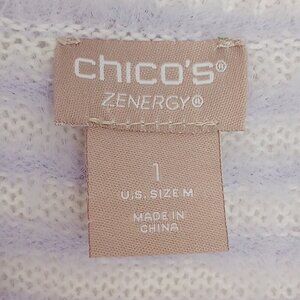 chico's®
ZENERGY®
1
U.S. SIZE M
MADE IN
CHINA